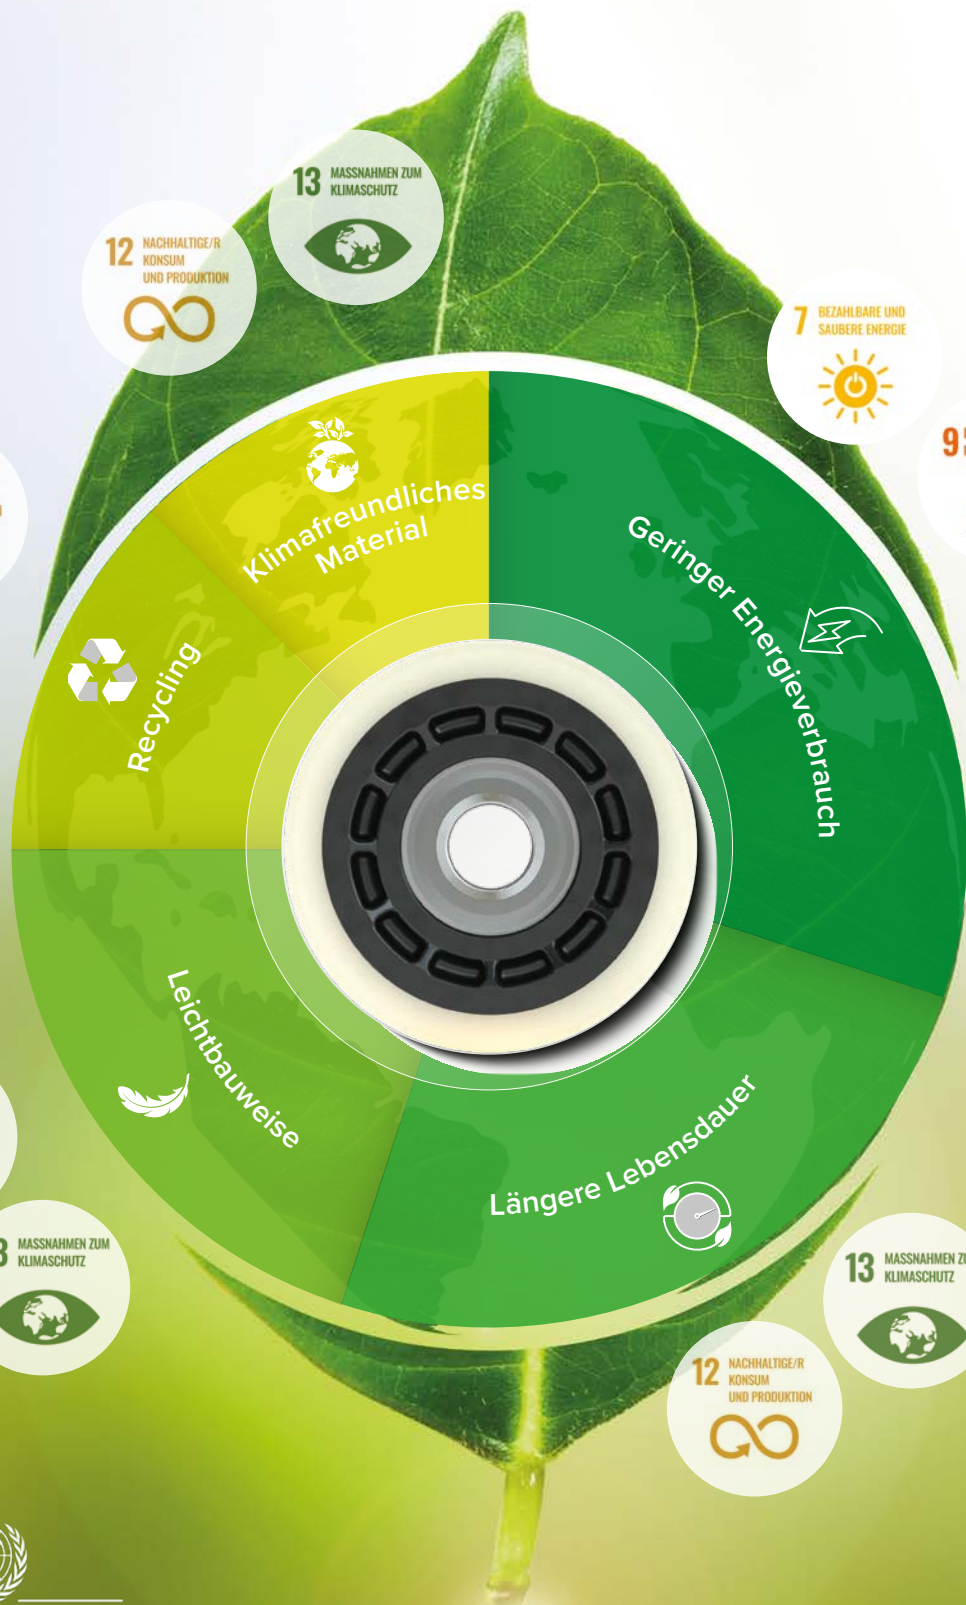 13 MASSNAHMEN ZUM
KLIMASCHUTZ
12 NACHHALTIGE/R
KONSUM
UND PRODUKTION
7 BEZAHLBARE UND
SAUBERE ENERGIE
9
Klimafreundliches
Material
Geringer Energieverbrauch
Recycling
Leichtbauweise
Längere Lebensdauer
MASSNAHMEN ZUM
KLIMASCHUTZ
13 MASSNAHMEN
KLIMASCHUTZ
12 NACHHALTIGE/R
KONSUM
UND PRODUKTION